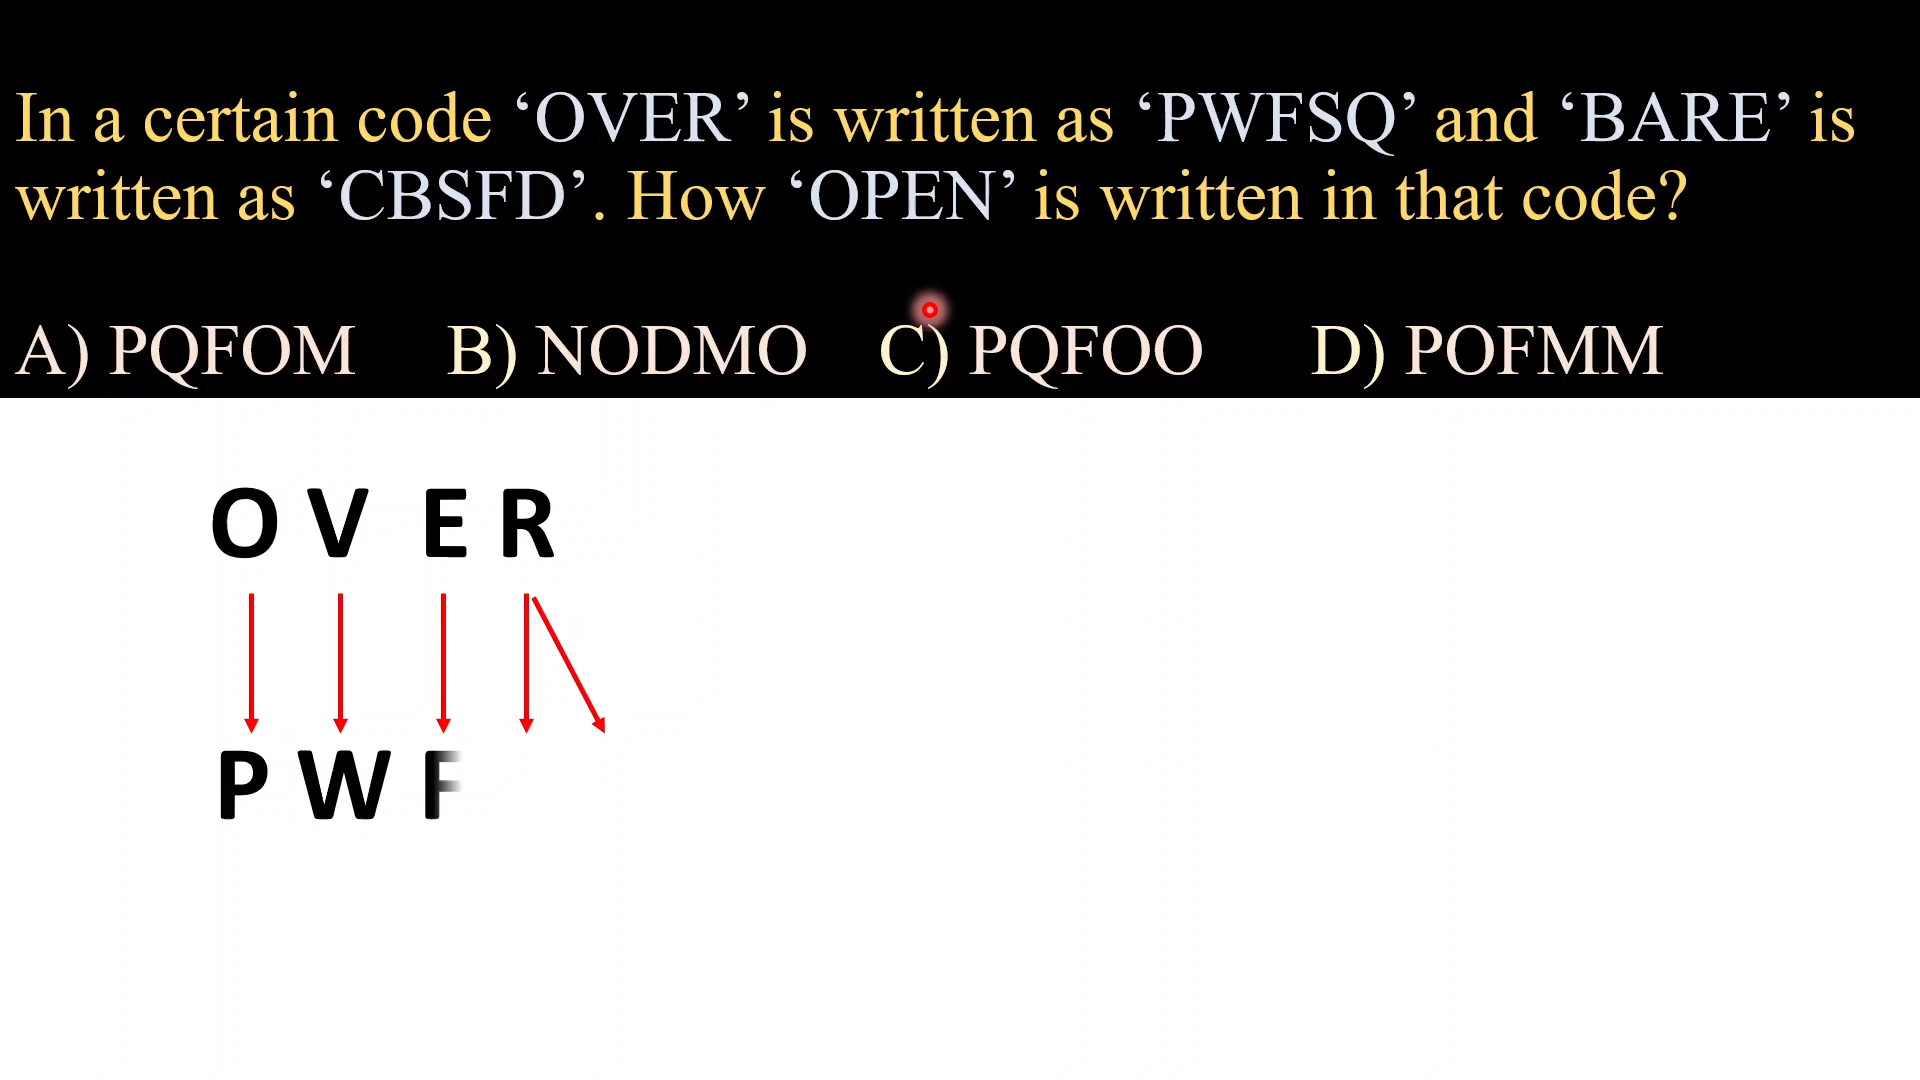 In a certain code ‘OVER’ is written as ‘PWFSQ’ and ‘BARE’ is
written as ‘CBSFD’. How ‘OPEN’ is written in that code?
A) PQFOM B) NODMO C) PQFOO D) POFMM
O V E R
P W F